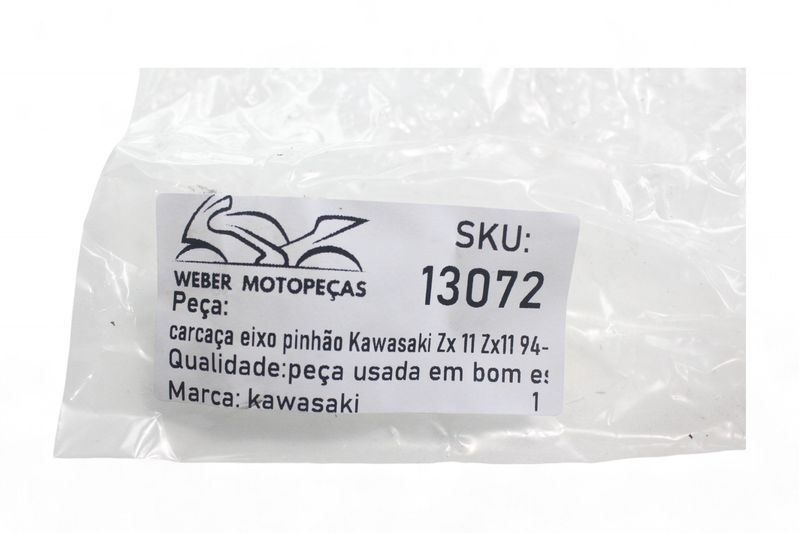 WEBER MOTOPEÇAS
SKU:
13072
Peça:
carcaça eixo pinhão Kawasaki Zx 11 Zx11 94-
Qualidade:peça usada em bom es
Marca: kawasaki 1